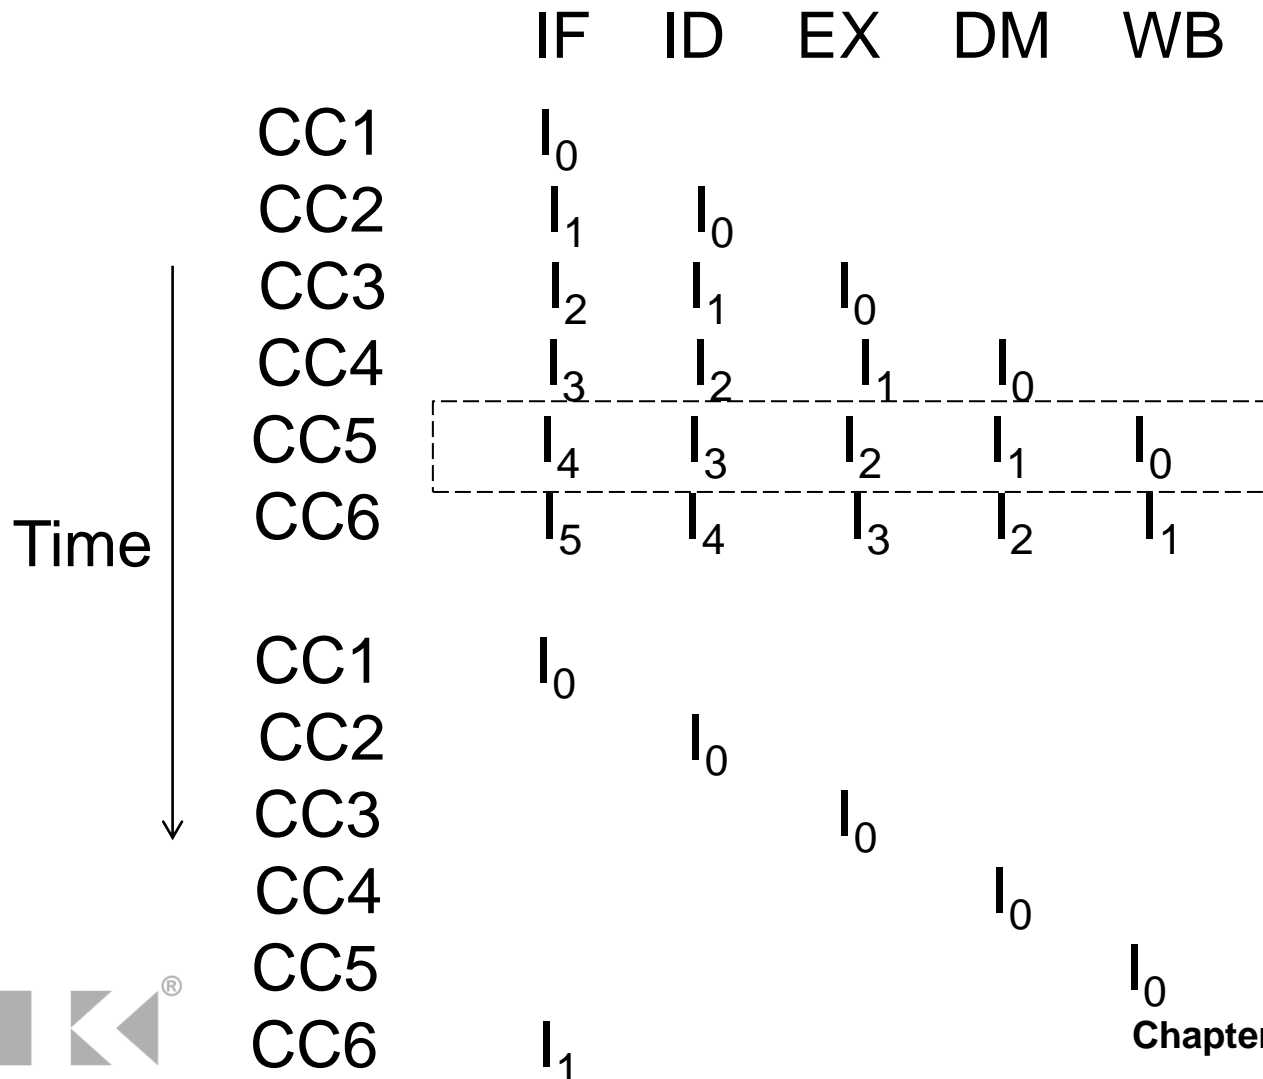 IF ID EX DM WB
CC1 I0
CC2 I1 I0
CC3 I2 I1 I0
CC4 I3 I2 I1 I0
CC5 I4 I3 I2 I1 I0
CC6 I5 I4 I3 I2 I1
Time
CC1 I0
CC2 I0
CC3 I0
CC4 I0
CC5 I0
®
CC6 I1
Chapter